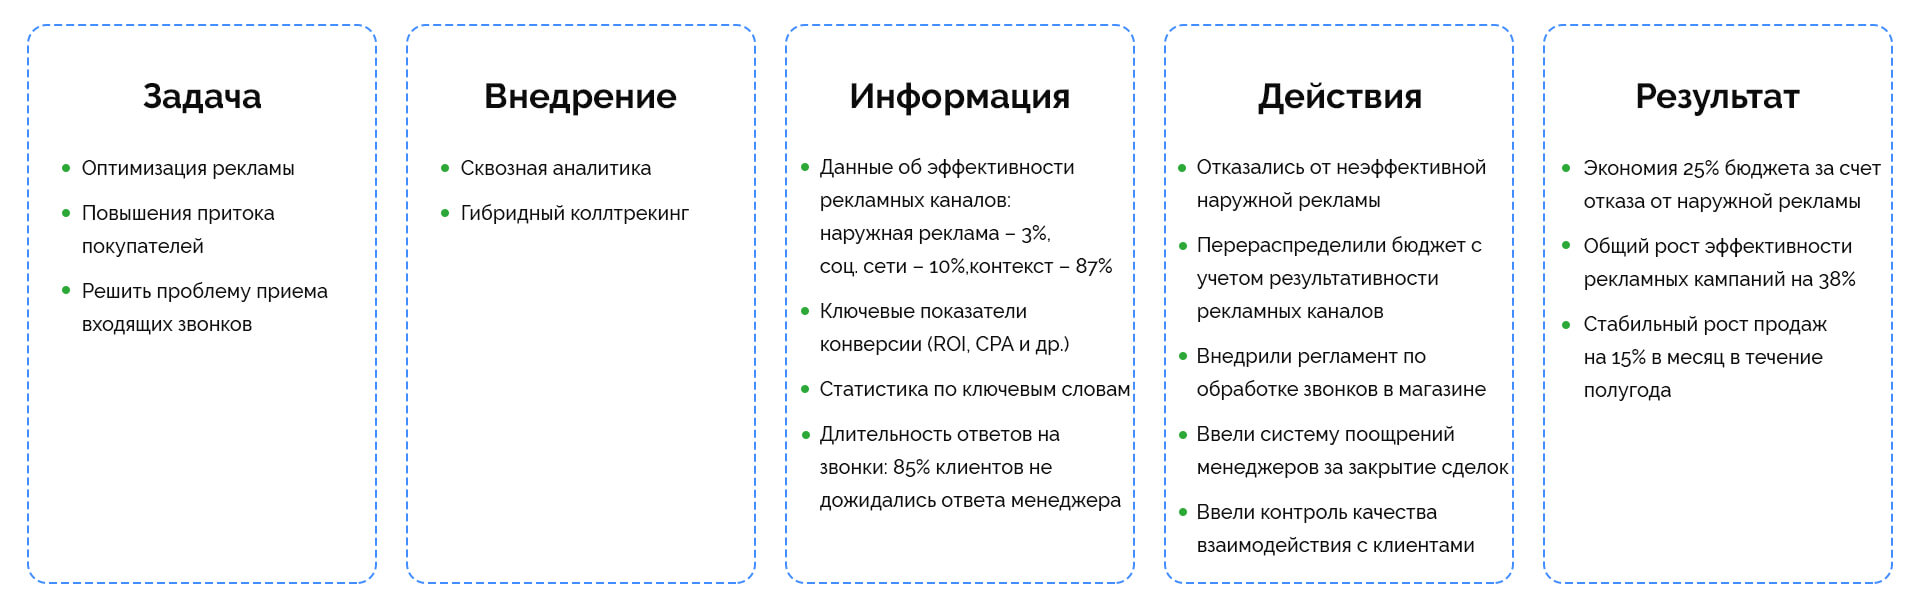 Задача
Оптимизация рекламы
Повышения притока
покупателей
Решить проблему приема
входящих звонков
Внедрение
Сквозная аналитика
Гибридный коллтрекинг
Информация
Данные об эффективности
рекламных каналов:
наружная реклама – 3%,
соц. сети – 10%,контекст – 87%
Ключевые показатели
конверсии (ROI, CPA и др.)
Статистика по ключевым словам
Длительность ответов на
звонки: 85% клиентов не
дожидались ответа менеджера
Действия
Отказались от неэффективной
наружной рекламы
Перераспределили бюджет с
учетом результативности
рекламных каналов
Внедрили регламент по
обработке звонков в магазине
Ввели систему поощрений
менеджеров за закрытие сделок
Ввели контроль качества
взаимодействия с клиентами
Результат
Экономия 25% бюджета за счет
отказа от наружной рекламы
Общий рост эффективности
рекламных кампаний на 38%
Стабильный рост продаж
на 15% в месяц в течение
полугода